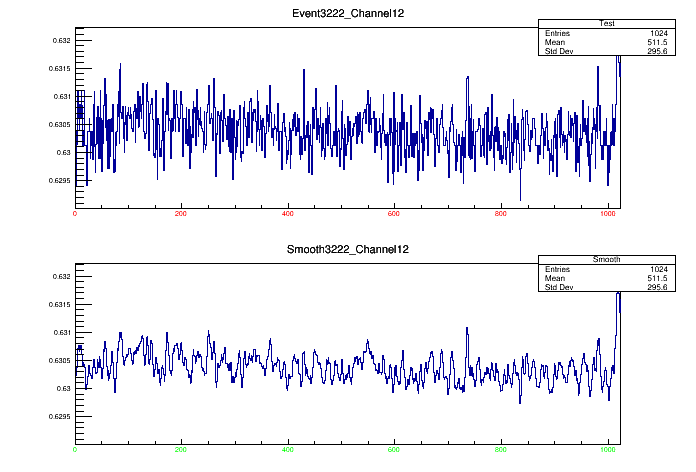 Event3222_Channel12
Test
Entries 1024
Mean 511.5
Std Dev 295.6
0.632
0.6315
0.631
0.6305
0.63
0.6295
0 200 400 600 800 1000
Smooth3222_Channel12
Smooth
Entries 1024
Mean 511.5
Std Dev 295.6
0.632
0.6315
0.631
0.6305
0.63
0.6295
0 200 400 600 800 1000